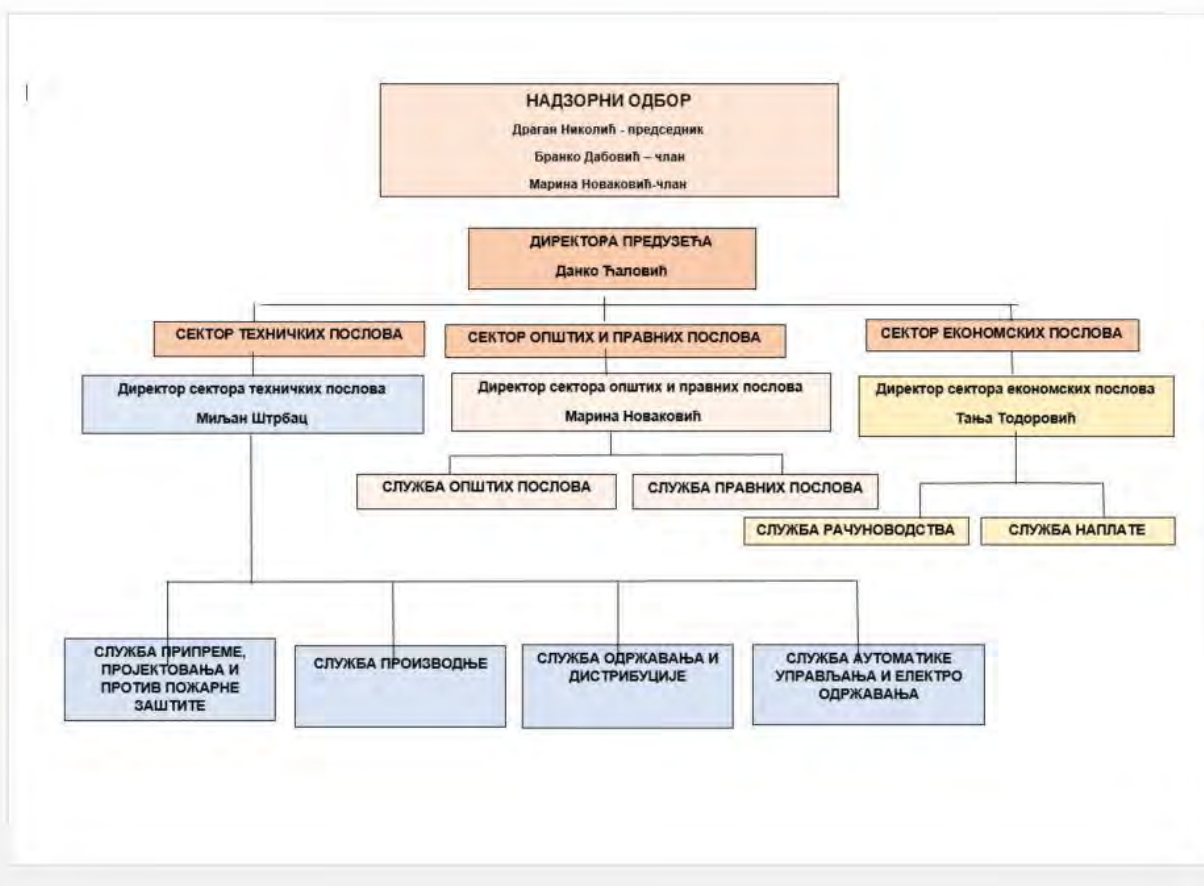 НАДЗОРНИ ОДБОР
Драган Николић - председник
Бранко Дабовић – члан
Марина Новаковић-члан
ДИРЕКТОРА ПРЕДУЗЕЋА
Данко Ћаловић
СЕКТОР ТЕХНИЧКИХ ПОСЛОВА
СЕКТОР ОПШТИХ И ПРАВНИХ ПОСЛОВА
СЕКТОР ЕКОНОМСКИХ ПОСЛОВА
Директор сектора техничких послова
Миљан Штрбац
Директор сектора општих и правних послова
Марина Новаковић
Директор сектора економских послова
Тања Тодоровић
СЛУЖБА ОПШТИХ ПОСЛОВА
СЛУЖБА ПРАВНИХ ПОСЛОВА
СЛУЖБА РАЧУНОВОДСТВА
СЛУЖБА НАПЛАТЕ
СЛУЖБА ПРИПРЕМЕ,
ПРОЈЕКТОВАЊА И
ПРОТИВ ПОЖАРНЕ
ЗАШТИТЕ
СЛУЖБА ПРОИЗВОДЊЕ
СЛУЖБА ОДРЖАВАЊА И
ДИСТРИБУЦИЈЕ
СЛУЖБА АУТОМАТИКЕ
УПРАВЉАЊА И ЕЛЕКТРО
ОДРЖАВАЊА